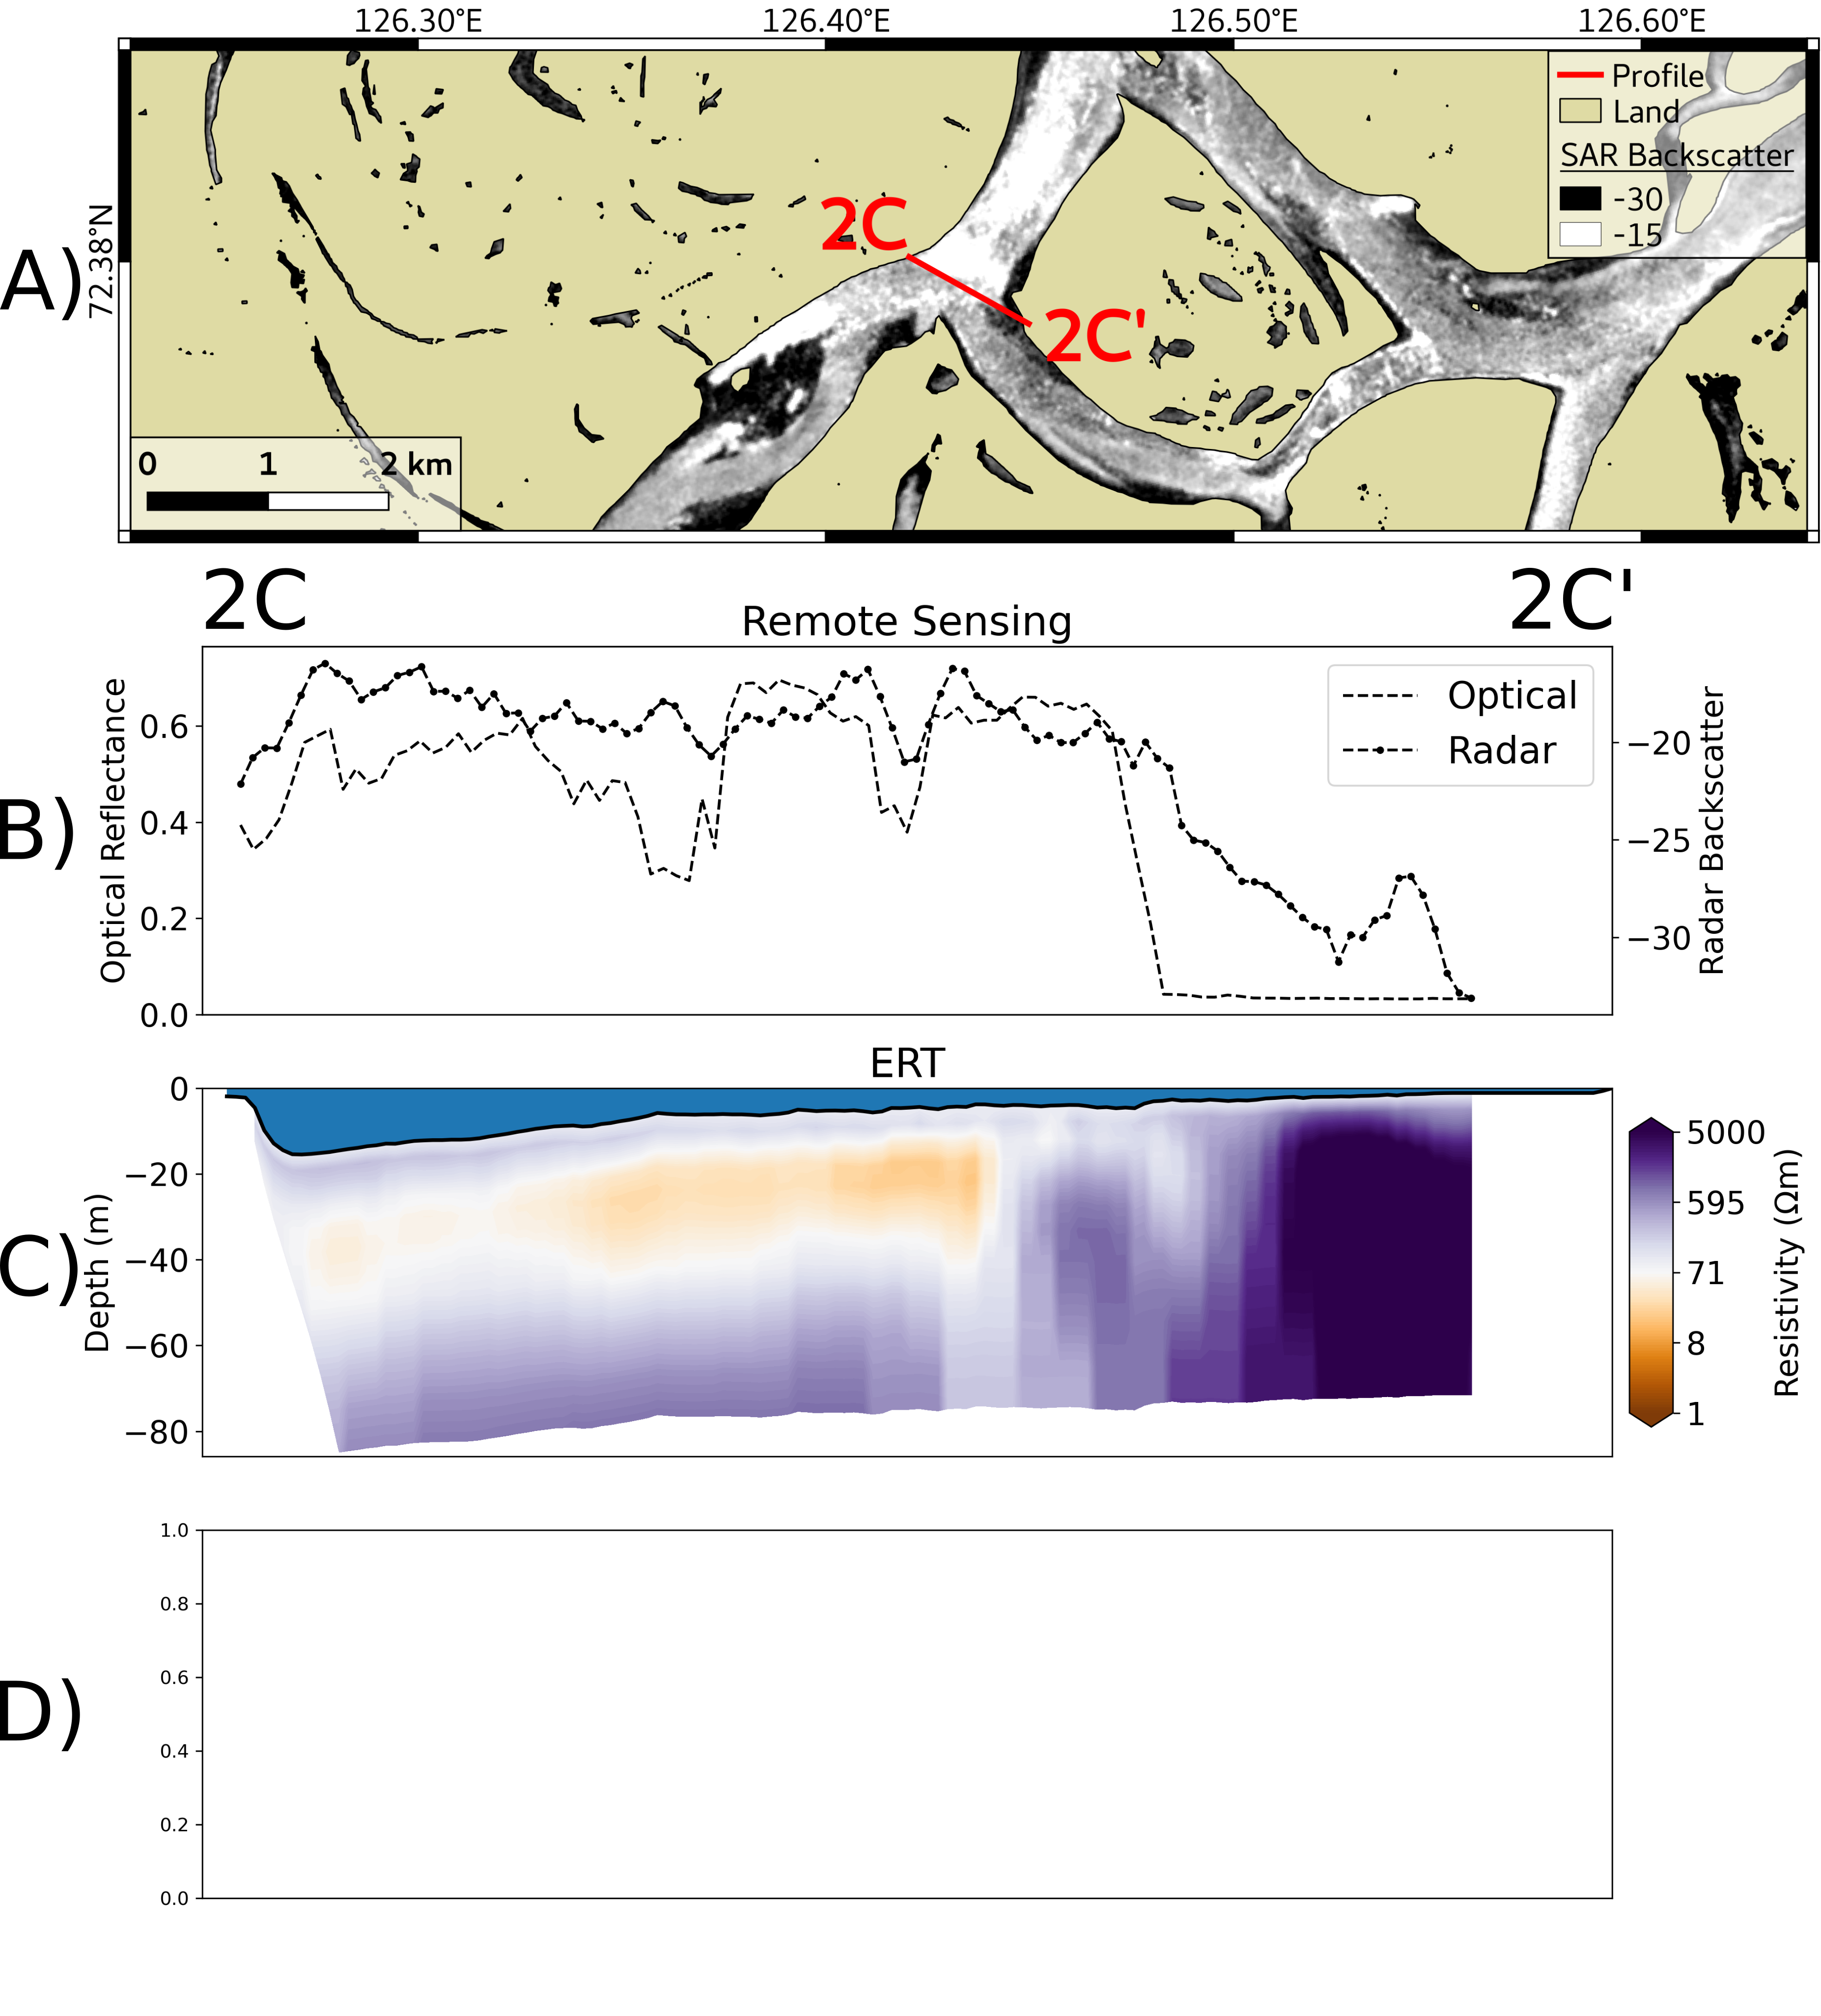 126.30°E 126.40°E 126.50°E 126.60°E
A)
72.38°N
2C
2C'
Profile
Land
SAR Backscatter
-30
-15
0 1 2 km
2C 2C'
Remote Sensing
B)
Optical Reflectance
0.6
0.4
0.2
0.0
Optical
Radar
−20
−25
−30
Radar Backscatter
ERT
C)
Depth (m)
0
−20
−40
−60
−80
5000
595
71
8
1
Resistivity (Ωm)
D)
1.0
0.8
0.6
0.4
0.2
0.0